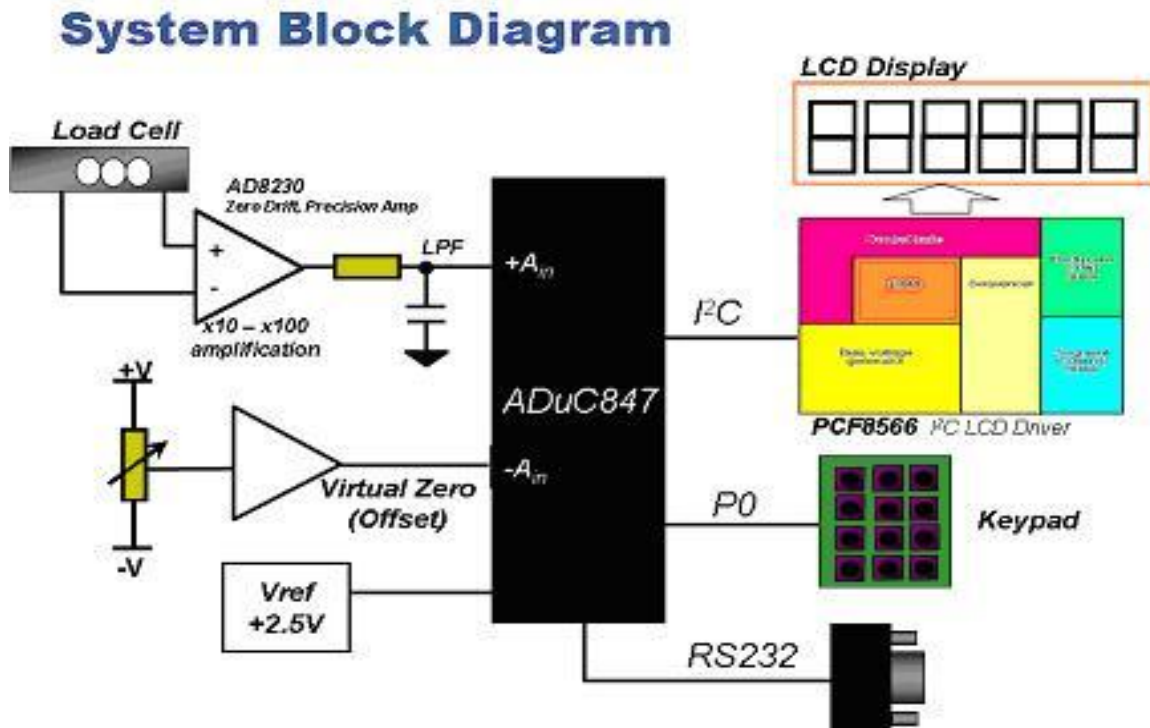 System Block Diagram
LCD Display
Load Cell
AD8230
Zero Drift, Precision Amp
+
-
LPF
+Ain
x10 – x100
amplification
I²C
ADuC847
+V
-V
-Ain
Virtual Zero
(Offset)
PCF8566 I²C LCD Driver
P0
Keypad
Vref
+2.5V
RS232